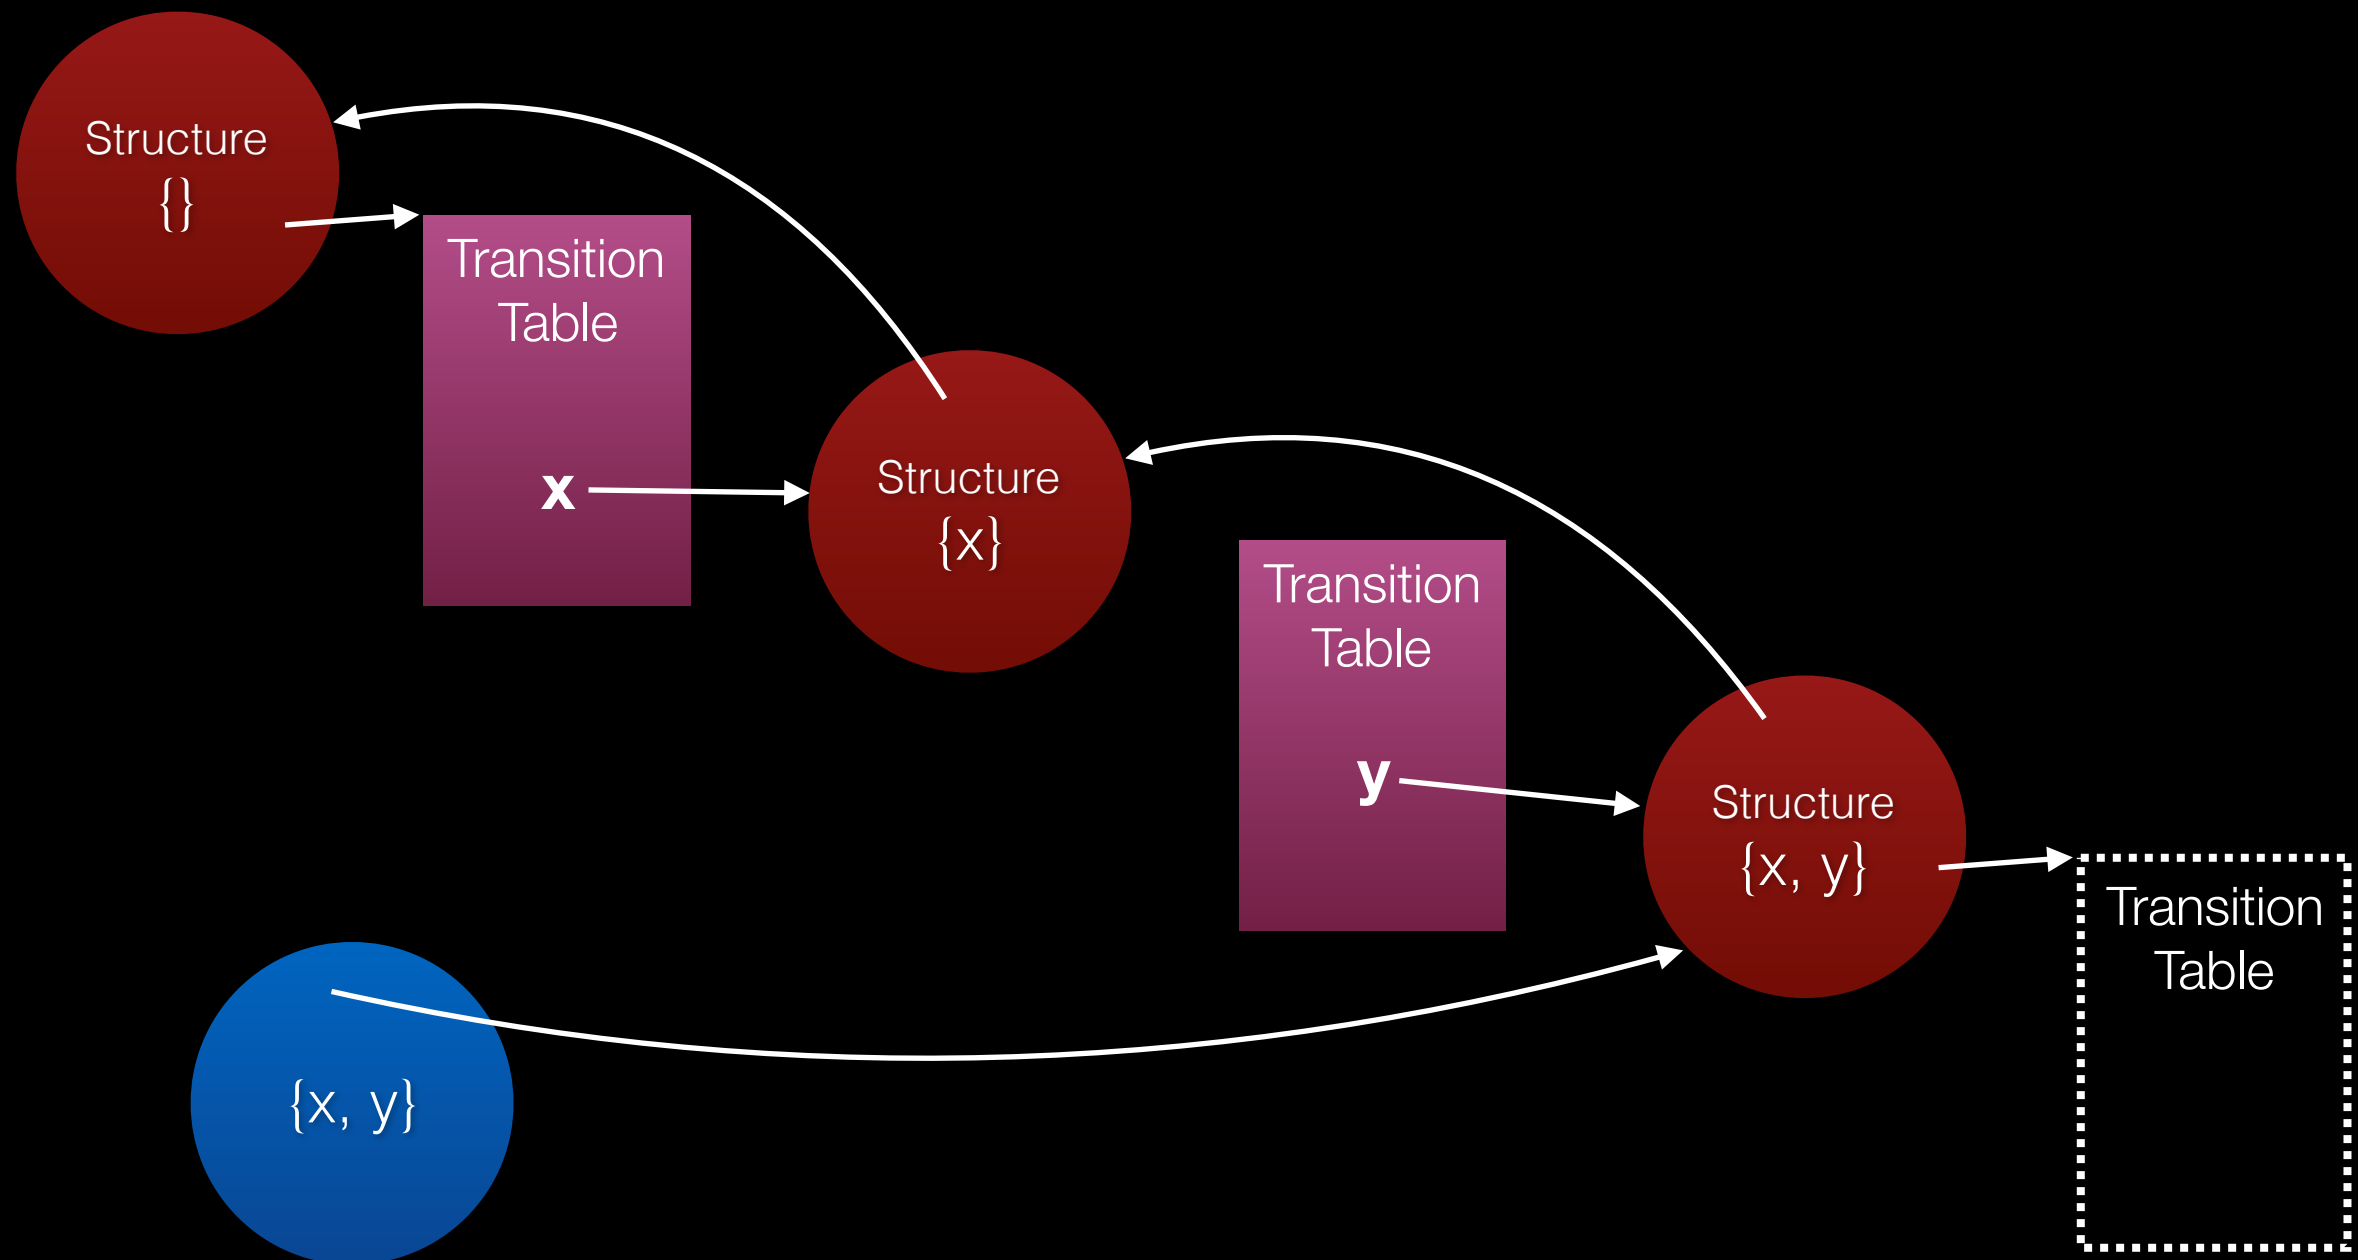 Structure
{}
Transition
Table
x
Structure
{x}
Transition
Table
y
Structure
{x, y}
Transition
Table
{x, y}